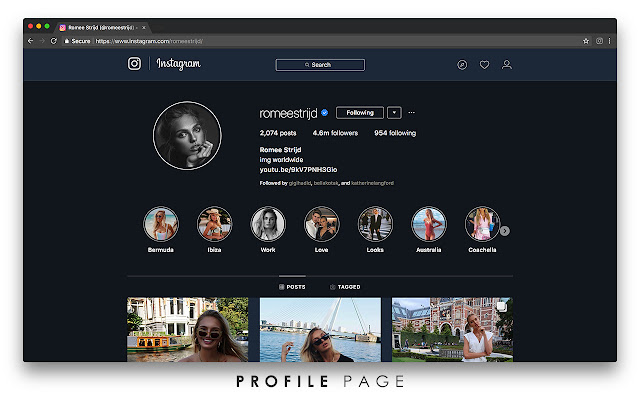 Romee Strijd (@romeestrijd) •
Secure https://www.instagram.com/romeestrijd/
Instagram
Search
romeestrijd
Following
2,074 posts 4.6m followers 954 following
Romee Strijd
img worldwide
youtu.be/9kV7PNH3Gio
Followed by gigihadid, bellakotak, and katherinelangford
Bermuda Ibiza Work Love Looks Australia Coachella
POSTS TAGGED
PROFILE PAGE